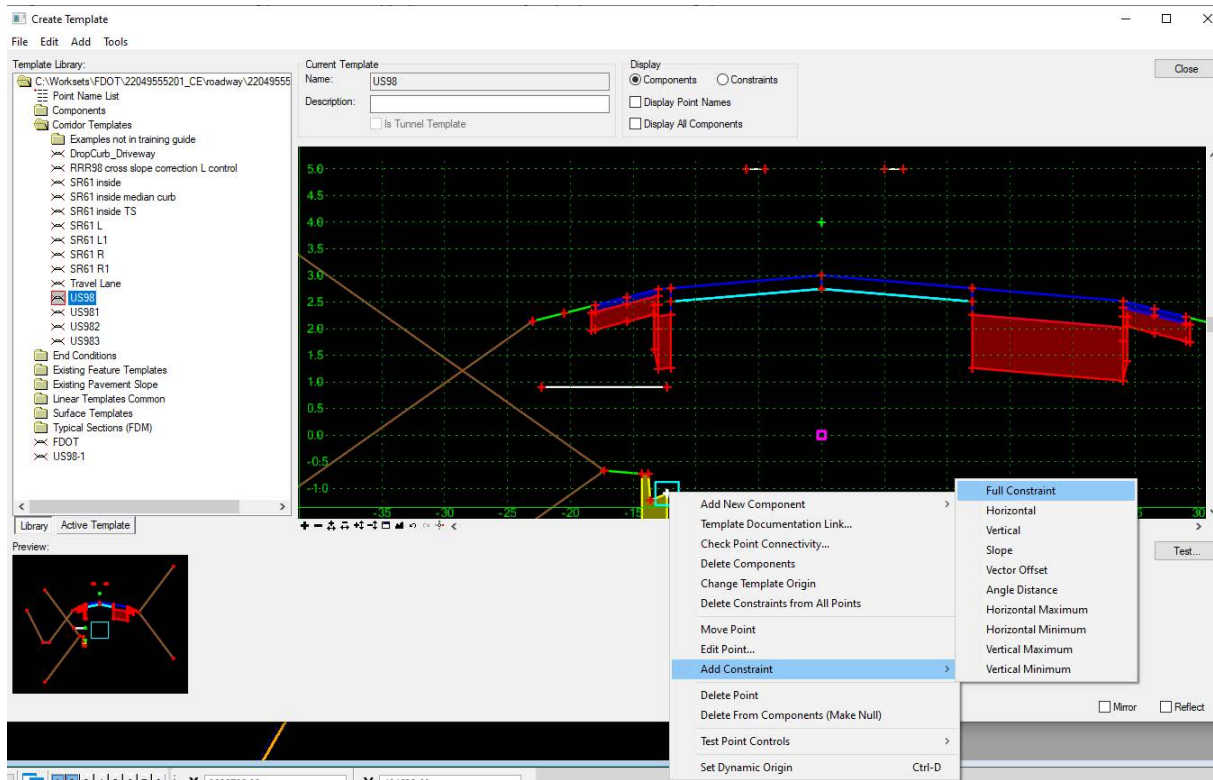 Create Template
File Edit Add Tools
Template Library:
C:\Worksets\FDOT\22049555201_CE\roadway\22049555
Point Name List
Components
Corridor Templates
Examples not in training guide
DropCurb_Driveway
RRR98 cross slope correction L control
SR61 inside
SR61 inside median curb
SR61 inside TS
SR61 L
SR61 L1
SR61 R
SR61 R1
Travel Lane
US98
US981
US982
US983
End Conditions
Existing Feature Templates
Existing Pavement Slope
Linear Templates Common
Surface Templates
Typical Sections (FDM)
FDOT
US98-1
Library Active Template
Preview:
Current Template
Name: US98
Description:
Is Tunnel Template
Display
Components Constraints
Display Point Names
Display All Components
Close
5.0
4.5
4.0
3.5
3.0
2.5
2.0
1.5
1.0
0.5
0.0
-0.5
-1.0
-35 -30 -25 -20 -15 30
Add New Component
Template Documentation Link...
Check Point Connectivity...
Delete Components
Change Template Origin
Delete Constraints from All Points
Move Point
Edit Point...
Add Constraint
Delete Point
Delete From Components (Make Null)
Test Point Controls
Set Dynamic Origin Ctrl-D
Full Constraint
Horizontal
Vertical
Slope
Vector Offset
Angle Distance
Horizontal Maximum
Horizontal Minimum
Vertical Maximum
Vertical Minimum
Test...
Mirror Reflect